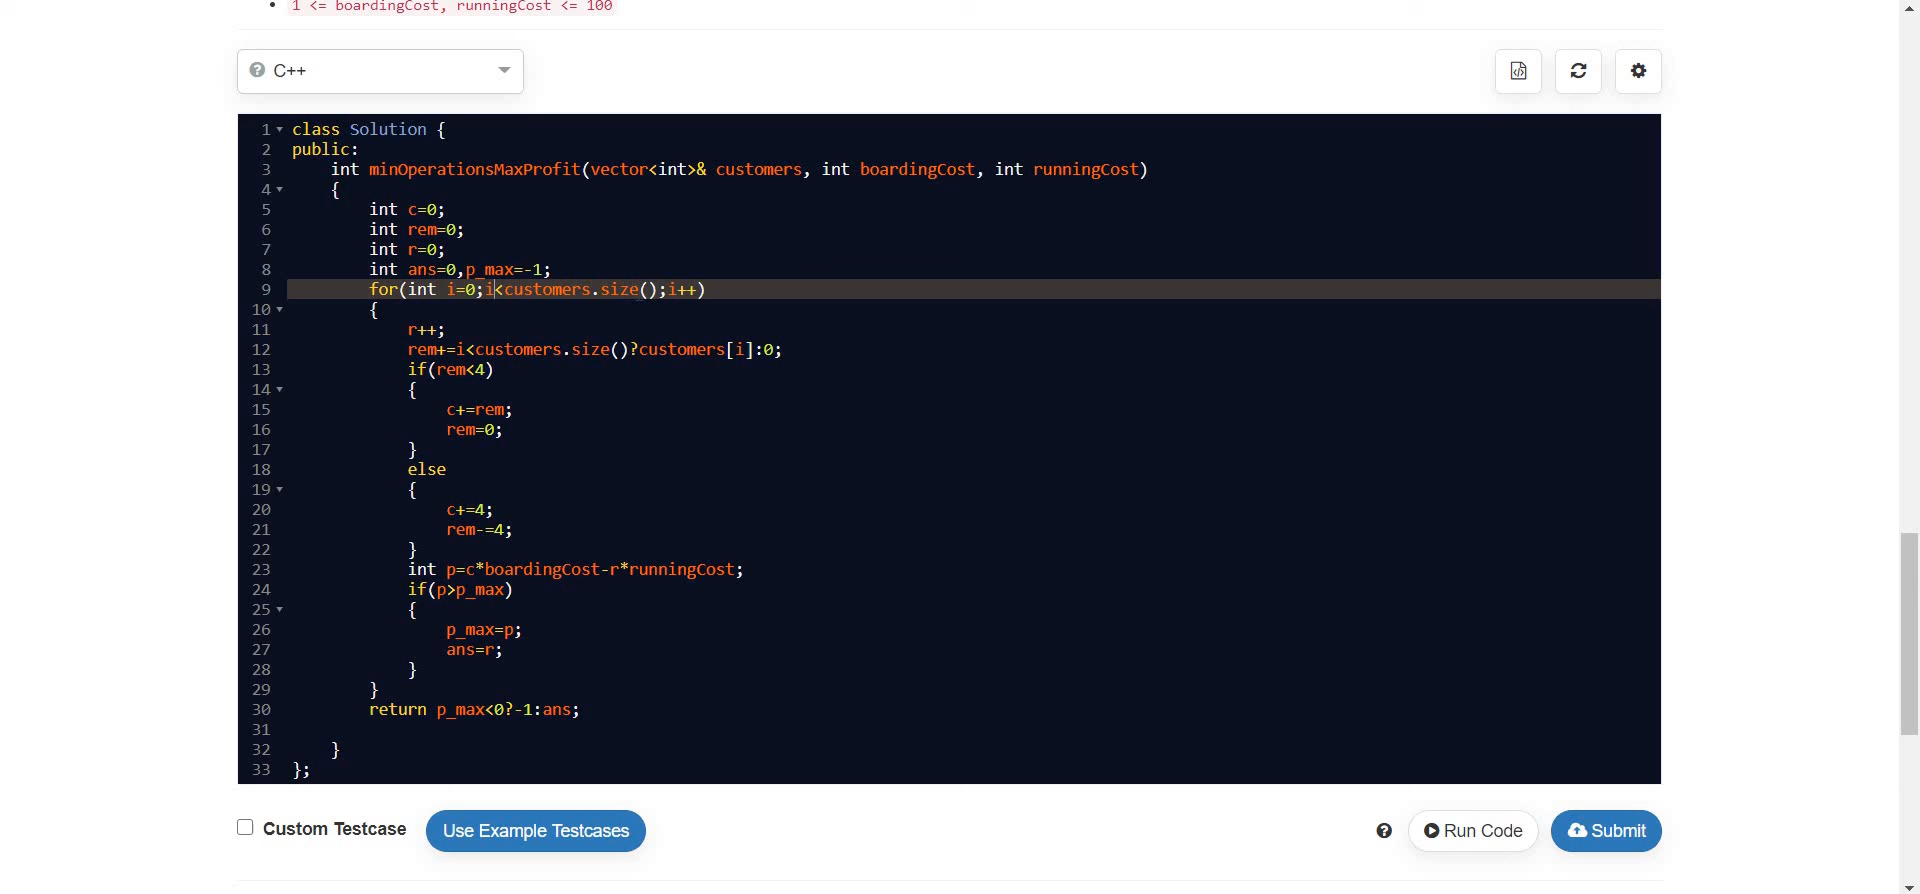 1 <= boardingCost, runningCost <= 100
C++
1 class Solution {
2 public:
3 int minOperationsMaxProfit(vector<int>& customers, int boardingCost, int runningCost)
4 {
5 int c=0;
6 int rem=0;
7 int r=0;
8 int ans=0,p_max=-1;
9 for(int i=0;i<customers.size();i++)
10 {
11 r++;
12 rem+=i<customers.size()?customers[i]:0;
13 if(rem<4)
14 {
15 c+=rem;
16 rem=0;
17 }
18 else
19 {
20 c+=4;
21 rem-=4;
22 }
23 int p=c*boardingCost-r*runningCost;
24 if(p>p_max)
25 {
26 p_max=p;
27 ans=r;
28 }
29 }
30 return p_max<0?-1:ans;
31
32 }
33 };
Custom Testcase
Use Example Testcases
Run Code
Submit